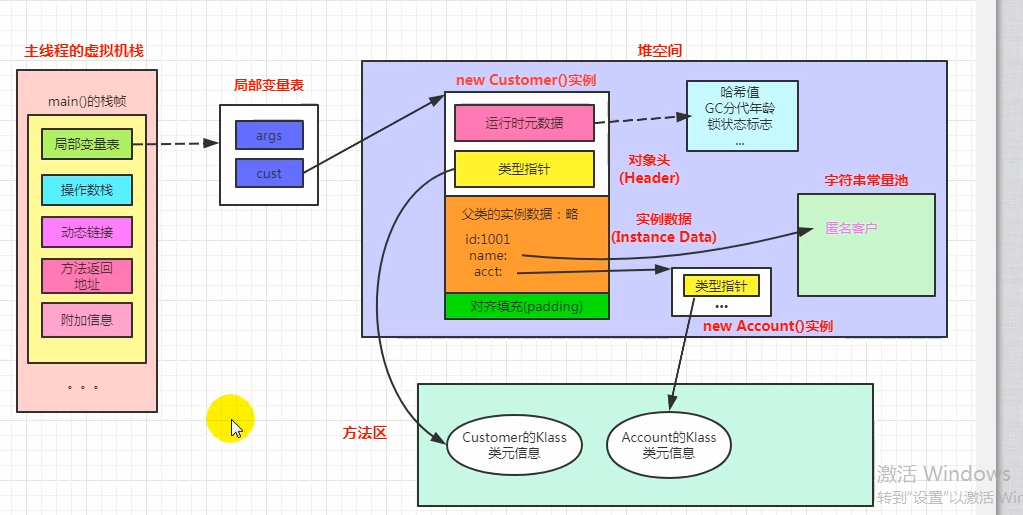 主线程的虚拟机栈
main()的栈帧
局部变量表
操作数栈
动态链接
方法返回
地址
附加信息
。。。
局部变量表
args
cust
堆空间
new Customer()实例
运行时元数据
类型指针
对象头
(Header)
哈希值
GC分代年龄
锁状态标志
...
父类的实例数据：略
id:1001
name:
acct:
实例数据
(Instance Data)
对齐填充(padding)
字符串常量池
匿名客户
类型指针
...
new Account()实例
方法区
Customer的Klass
类元信息
Account的Klass
类元信息
激活 Windows
转到"设置"以激活 Win